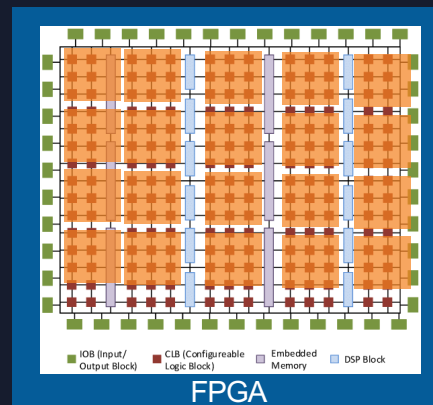 IOB (Input/ CLB (Configureable Embedded DSP Block
Output Block) Logic Block) Memory
FPGA